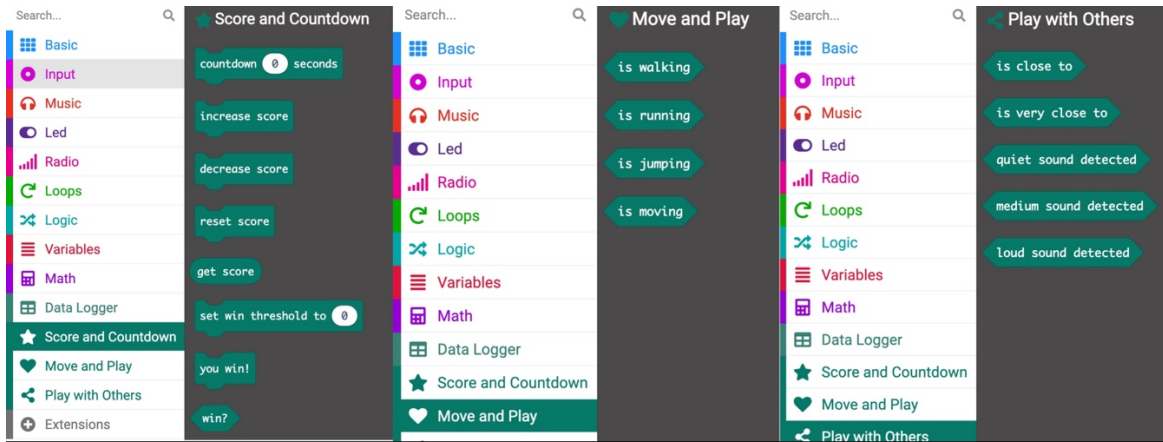 Search...
Basic
Input
Music
Led
Radio
Loops
Logic
Variables
Math
Data Logger
Score and Countdown
Move and Play
Play with Others
Extensions
Score and Countdown
countdown 0 seconds
increase score
decrease score
reset score
get score
set win threshold to 0
you win!
win?
Search...
Basic
Input
Music
Led
Radio
Loops
Logic
Variables
Math
Data Logger
Score and Countdown
Move and Play
Move and Play
is walking
is running
is jumping
is moving
Search...
Basic
Input
Music
Led
Radio
Loops
Logic
Variables
Math
Data Logger
Score and Countdown
Move and Play
Play with Others
Play with Others
is close to
is very close to
quiet sound detected
medium sound detected
loud sound detected